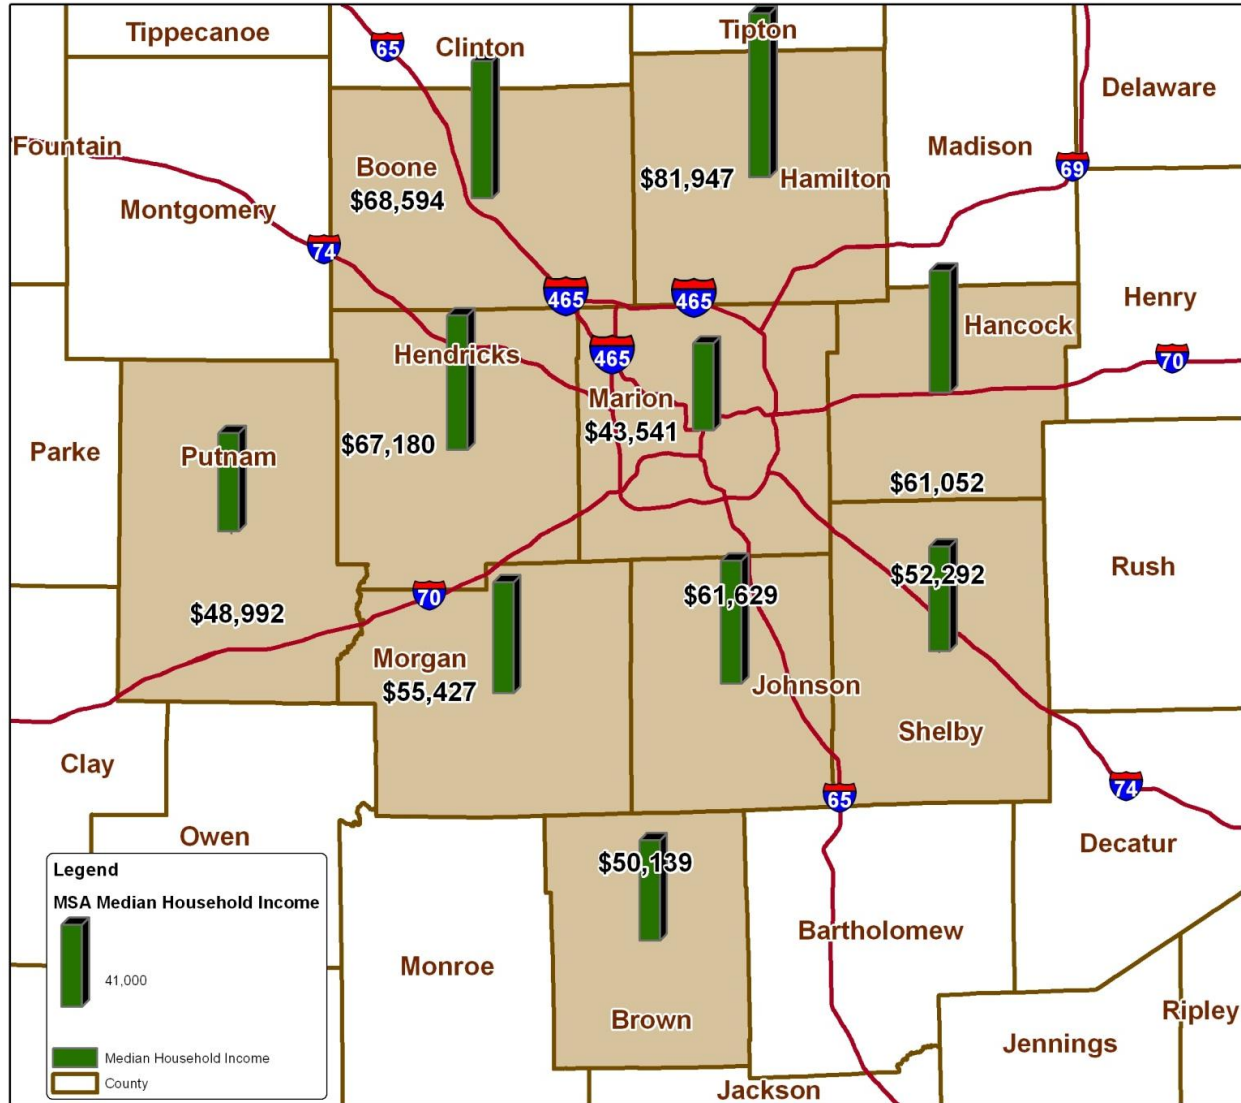 Tippecanoe
65
Clinton
Tipton
Delaware
Fountain
Boone
$68,594
$81,947
Hamilton
Madison
69
Montgomery
74
465
465
Henry
Hancock
Hendricks
465
70
Marion
$43,541
$67,180
Parke
Putnam
$61,052
$48,992
70
$61,629
$52,292
Rush
Morgan
$55,427
Johnson
Shelby
Clay
65
74
Owen
Decatur
$50,139
Bartholomew
Monroe
Brown
Ripley
Jennings
Jackson
Legend
MSA Median Household Income
41,000
Median Household Income
County